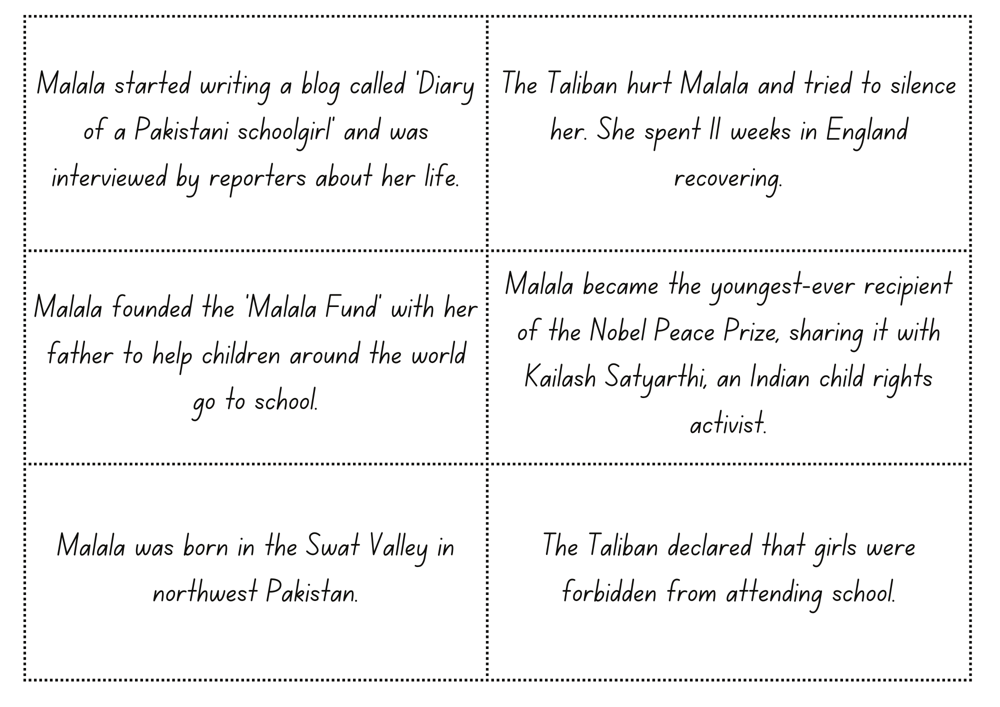 Malala started writing a blog called 'Diary
of a Pakistani schoolgirl' and was
interviewed by reporters about her life.
The Taliban hurt Malala and tried to silence
her. She spent 11 weeks in England
recovering.
Malala founded the 'Malala Fund' with her
father to help children around the world
go to school.
Malala became the youngest-ever recipient
of the Nobel Peace Prize, sharing it with
Kailash Satyarthi, an Indian child rights
activist.
Malala was born in the Swat Valley in
northwest Pakistan.
The Taliban declared that girls were
forbidden from attending school.